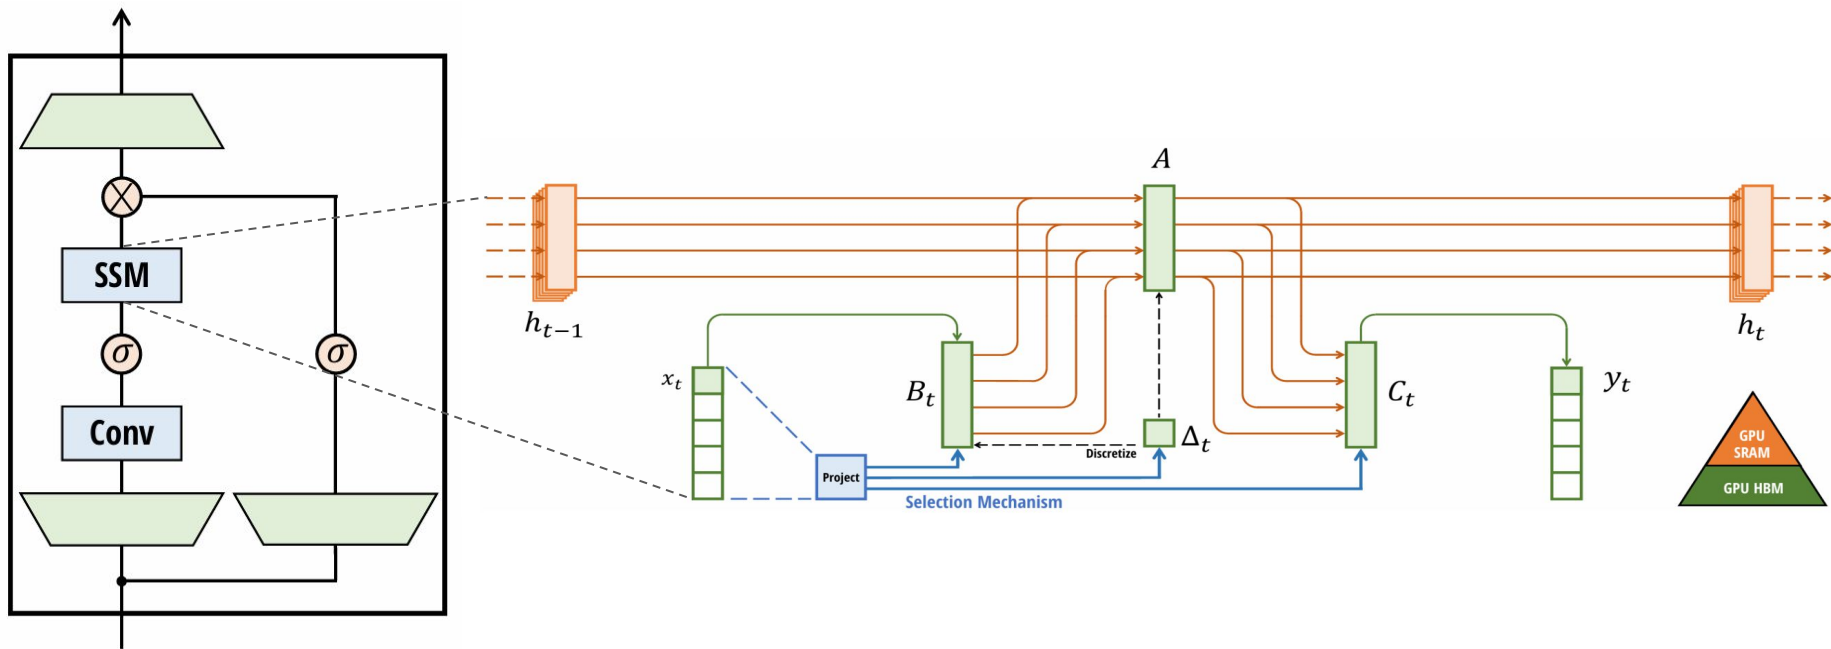 SSM
σ
σ
Conv
A
h_{t-1}
h_t
x_t
B_t
C_t
y_t
Δ_t
Discretize
Project
Selection Mechanism
GPU
SRAM
GPU HBM